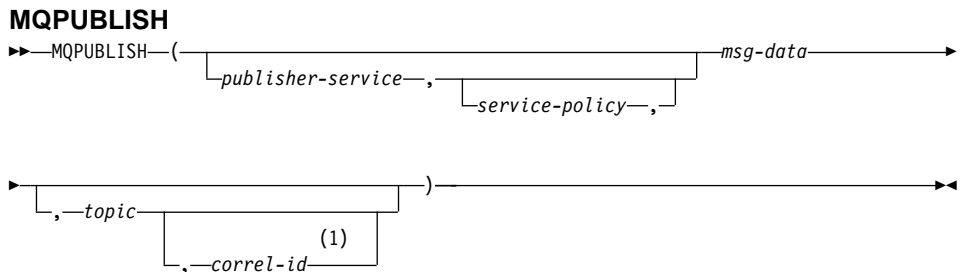 MQPUBLISH
MQPUBLISH ( msg-data
publisher-service ,
service-policy ,
)
, topic
(1)
, correl-id